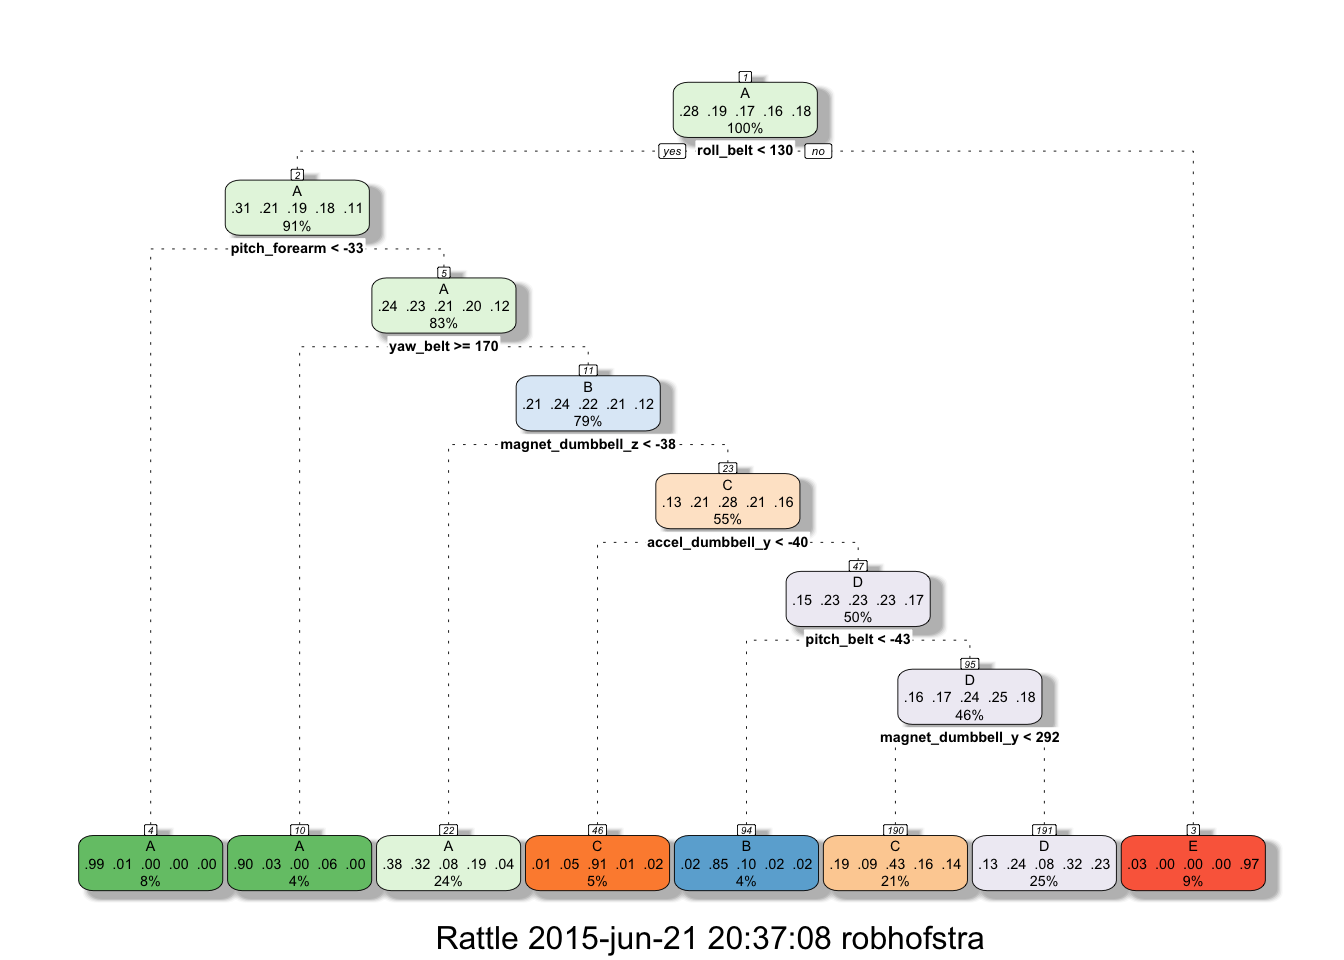 1
A
.28 .19 .17 .16 .18
100%
yes roll_belt < 130 no
2
A
.31 .21 .19 .18 .11
91%
pitch_forearm < -33
5
A
.24 .23 .21 .20 .12
83%
yaw_belt >= 170
11
B
.21 .24 .22 .21 .12
79%
magnet_dumbbell_z < -38
23
C
.13 .21 .28 .21 .16
55%
accel_dumbbell_y < -40
47
D
.15 .23 .23 .23 .17
50%
pitch_belt < -43
95
D
.16 .17 .24 .25 .18
46%
magnet_dumbbell_y < 292
4
A
.99 .01 .00 .00 .00
8%
10
A
.90 .03 .00 .06 .00
4%
22
A
.38 .32 .08 .19 .04
24%
46
C
.01 .05 .91 .01 .02
5%
94
B
.02 .85 .10 .02 .02
4%
190
C
.19 .09 .43 .16 .14
21%
191
D
.13 .24 .08 .32 .23
25%
3
E
.03 .00 .00 .00 .97
9%
Rattle 2015-jun-21 20:37:08 robhofstra